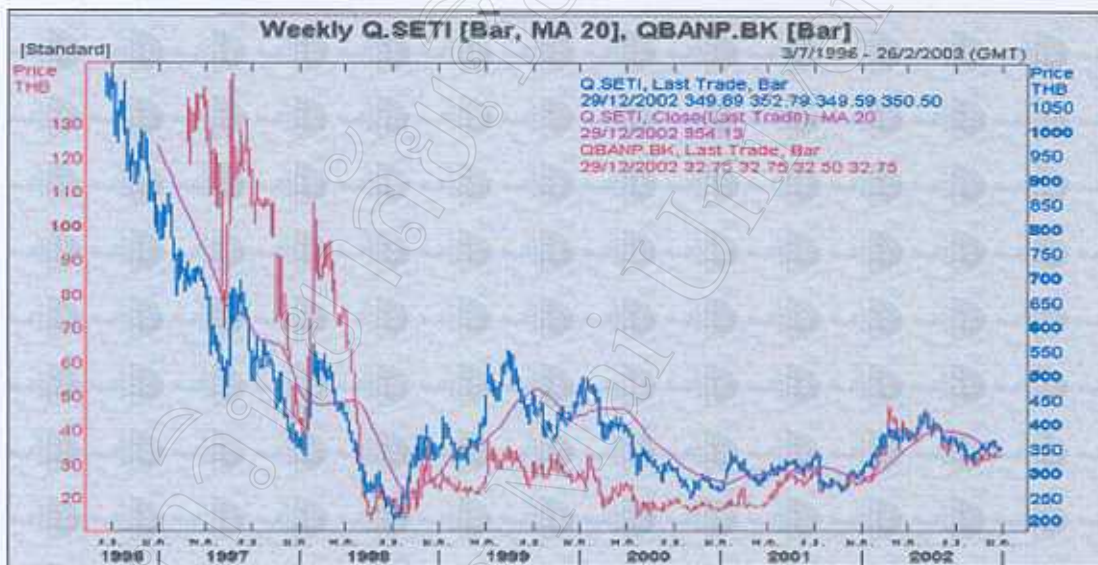 Weekly Q.SETI [Bar, MA 20], QBANP.BK [Bar]
[Standard]
3/7/1996 - 26/2/2003 (GMT)
Price
THB
Price
THB
Q.SETI, Last Trade, Bar
29/12/2002 349.69 352.79 349.59 350.50
Q.SETI, Close(Last Trade), MA 20
29/12/2002 354.13
QBANP.BK, Last Trade, Bar
29/12/2002 32.75 32.75 32.50 32.75
130
120
110
100
90
80
70
60
50
40
30
20
1050
1000
950
900
850
800
750
700
650
600
550
500
450
400
350
300
250
200
1996 1997 1998 1999 2000 2001 2002